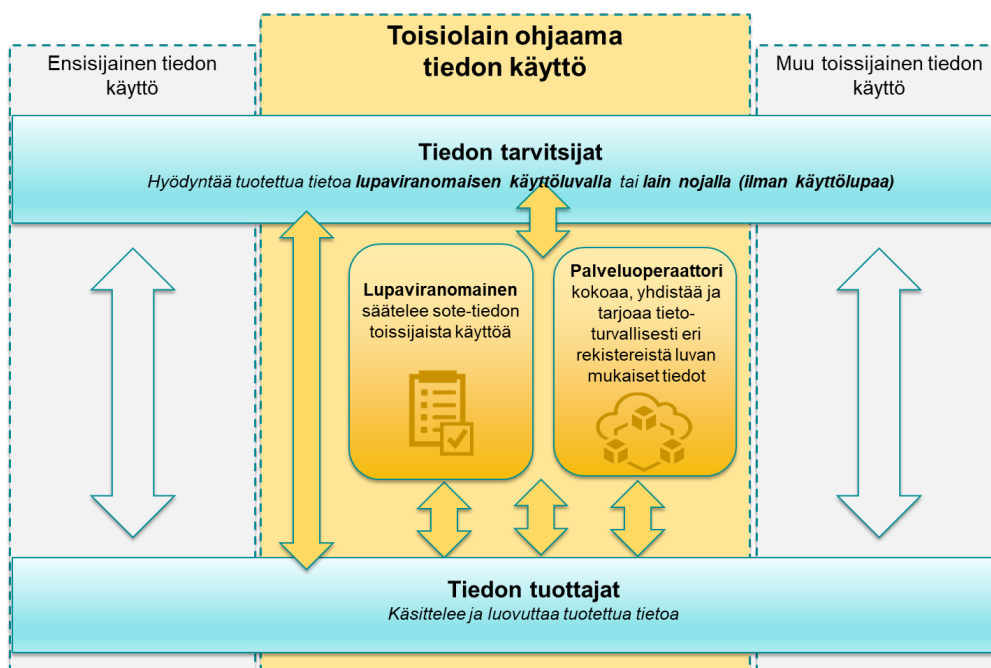 Ensisijainen tiedon
käyttö
Toisiolain ohjaama
tiedon käyttö
Muu toissijainen tiedon
käyttö
Tiedon tarvitsijat
Hyödyntää tuotettua tietoa lupaviranomaisen käyttöluvalla tai lain nojalla (ilman käyttölupaa)
Lupaviranomainen
säätelee sote-tiedon
toissijaista käyttöä
Palveluoperaattori
kokoaa, yhdistää ja
tarjoaa tieto-
turvallisesti eri
rekistereistä luvan
mukaiset tiedot
Tiedon tuottajat
Käsittelee ja luovuttaa tuotettua tietoa